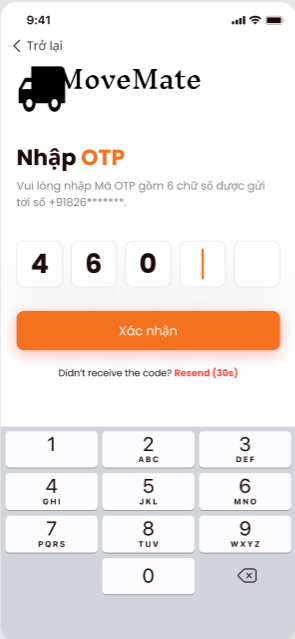 9:41
Trở lại
MoveMate
Nhập OTP
Vui lòng nhập Mã OTP gồm 6 chữ số được gửi
tới số +91826*******.
4 6 0
Xác nhận
Didn't receive the code? Resend (30s)
1 2 3
ABC DEF
4 5 6
GHI JKL MNO
7 8 9
PQRS TUV WXYZ
0